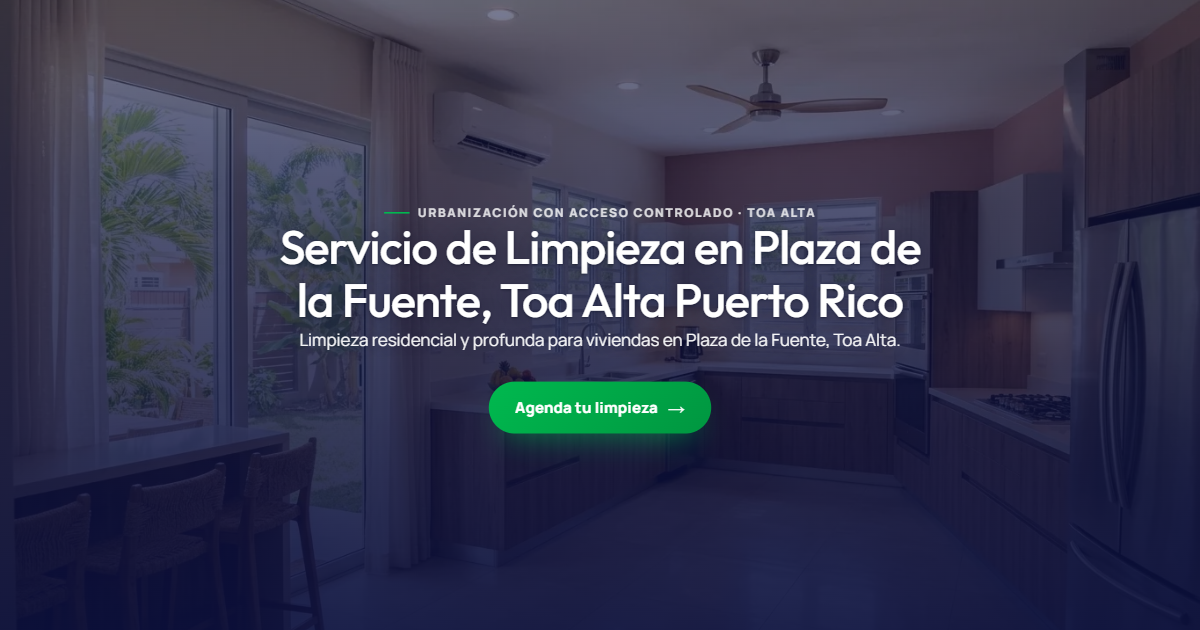 URBANIZACIÓN CON ACCESO CONTROLADO · TOA ALTA
Servicio de Limpieza en Plaza de
la Fuente, Toa Alta Puerto Rico
Limpieza residencial y profunda para viviendas en Plaza de la Fuente, Toa Alta.
Agenda tu limpieza →